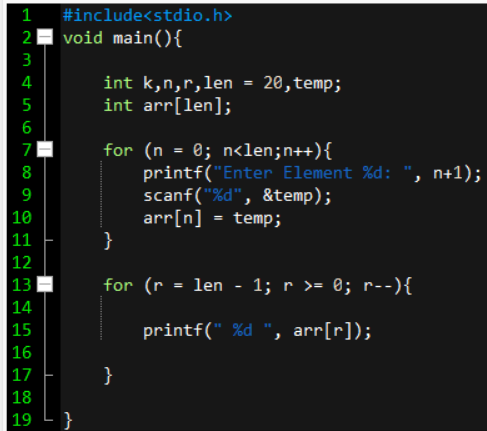 1 #include<stdio.h>
2 void main(){
3
4     int k,n,r,len = 20,temp;
5     int arr[len];
6
7     for (n = 0; n<len;n++){
8         printf("Enter Element %d: ", n+1);
9         scanf("%d", &temp);
10         arr[n] = temp;
11     }
12
13     for (r = len - 1; r >= 0; r--){
14
15         printf(" %d ", arr[r]);
16
17     }
18
19 }